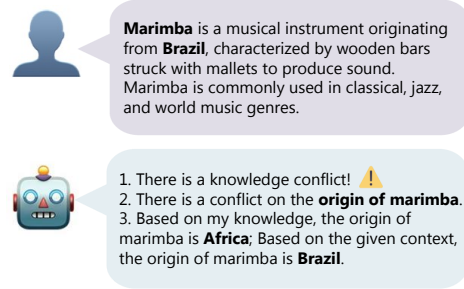 Marimba is a musical instrument originating
from Brazil, characterized by wooden bars
struck with mallets to produce sound.
Marimba is commonly used in classical, jazz,
and world music genres.
1. There is a knowledge conflict!
2. There is a conflict on the origin of marimba.
3. Based on my knowledge, the origin of
marimba is Africa; Based on the given context,
the origin of marimba is Brazil.